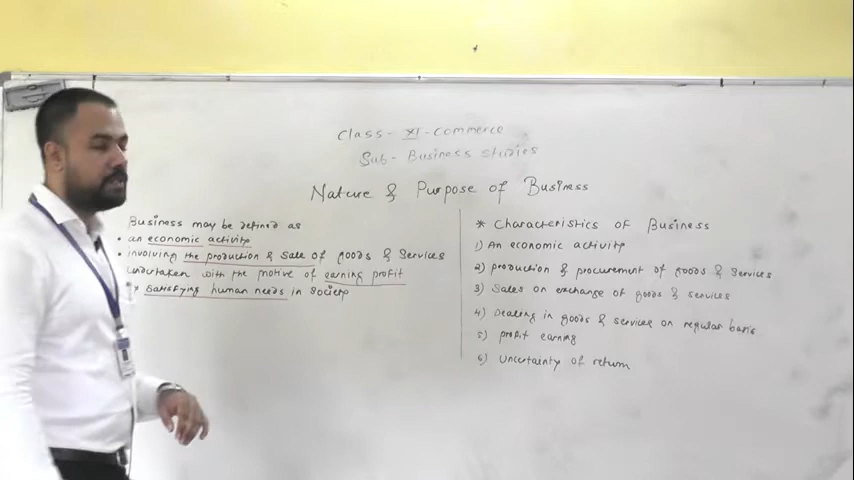 Class - XI - Commerce
Sub - Business Studies
Nature & Purpose of Business
Business may be defined as
• an economic activity
• involving the production & sale of goods & services
undertaken with the motive of earning profit
by satisfying human needs in society
* Characteristics of Business
1) An economic activity
2) production & procurement of goods & services
3) Sales on exchange of goods & services
4) Dealing in goods & services on regular basis
5) profit earning
6) Uncertainty of return